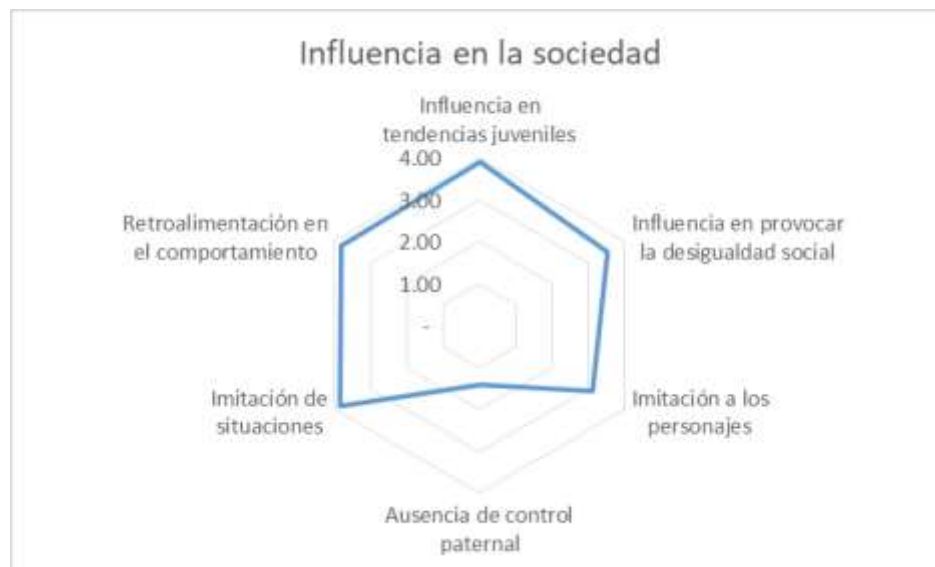 Influencia en la sociedad
Influencia en
tendencias juveniles
4.00
3.00
2.00
1.00
-
Influencia en provocar
la desigualdad social
Imitación a los
personajes
Ausencia de control
paternal
Imitación de
situaciones
Retroalimentación en
el comportamiento